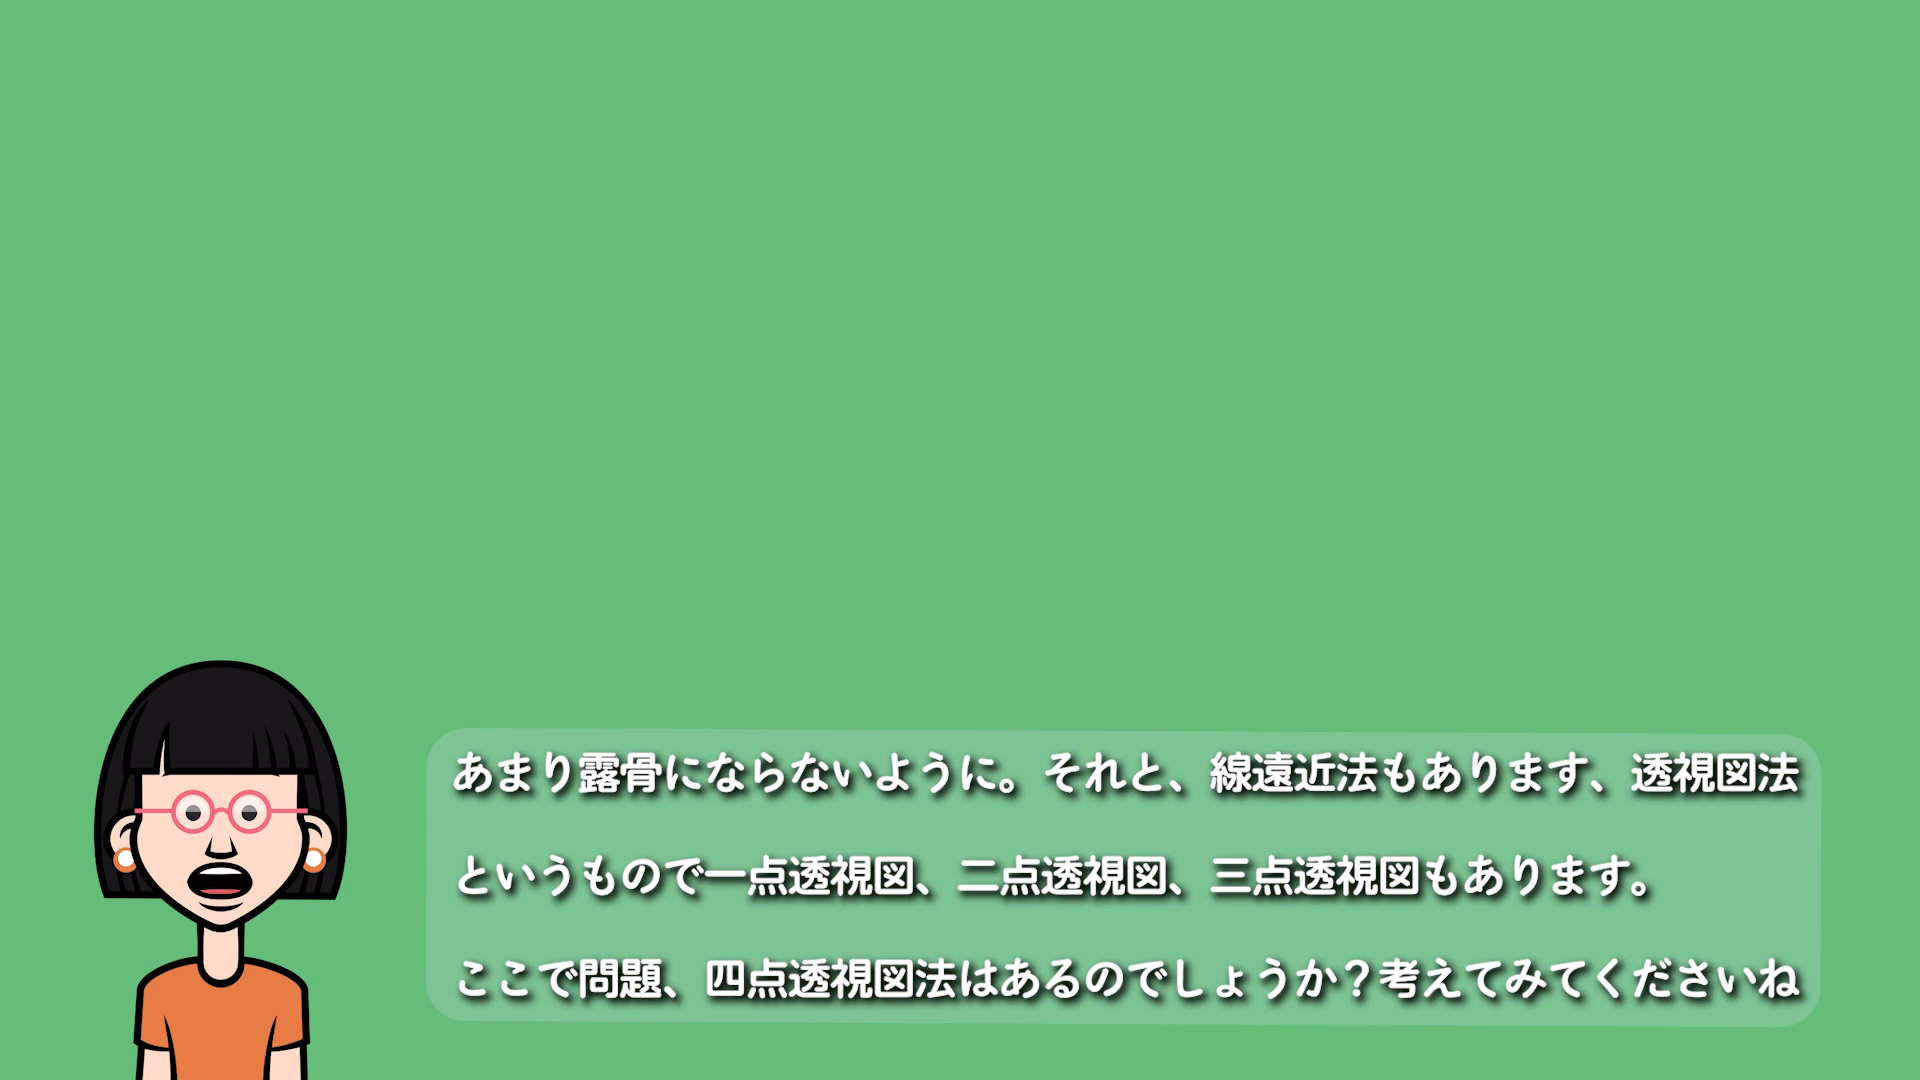 あまり露骨にならないように。それと、線遠近法もあります、透視図法
というもので一点透視図、二点透視図、三点透視図もあります。
ここで問題、四点透視図法はあるのでしょうか？考えてみてくださいね